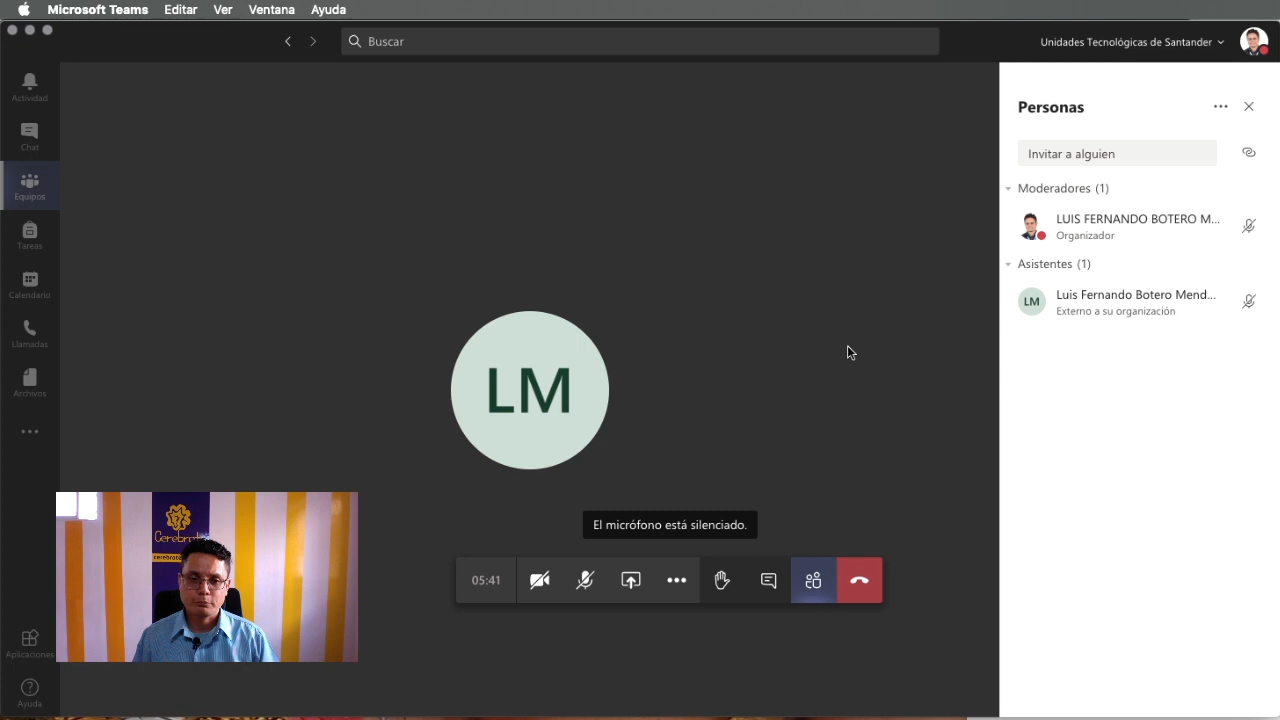 Microsoft Teams Editar Ver Ventana Ayuda
Buscar
Unidades Tecnológicas de Santander
Actividad
Chat
Equipos
Tareas
Calendario
Llamadas
Archivos
Aplicaciones
Ayuda
LM
El micrófono está silenciado.
05:41
Personas
Invitar a alguien
Moderadores (1)
LUIS FERNANDO BOTERO M...
Organizador
Asistentes (1)
LM
Luis Fernando Botero Mend...
Externo a su organización